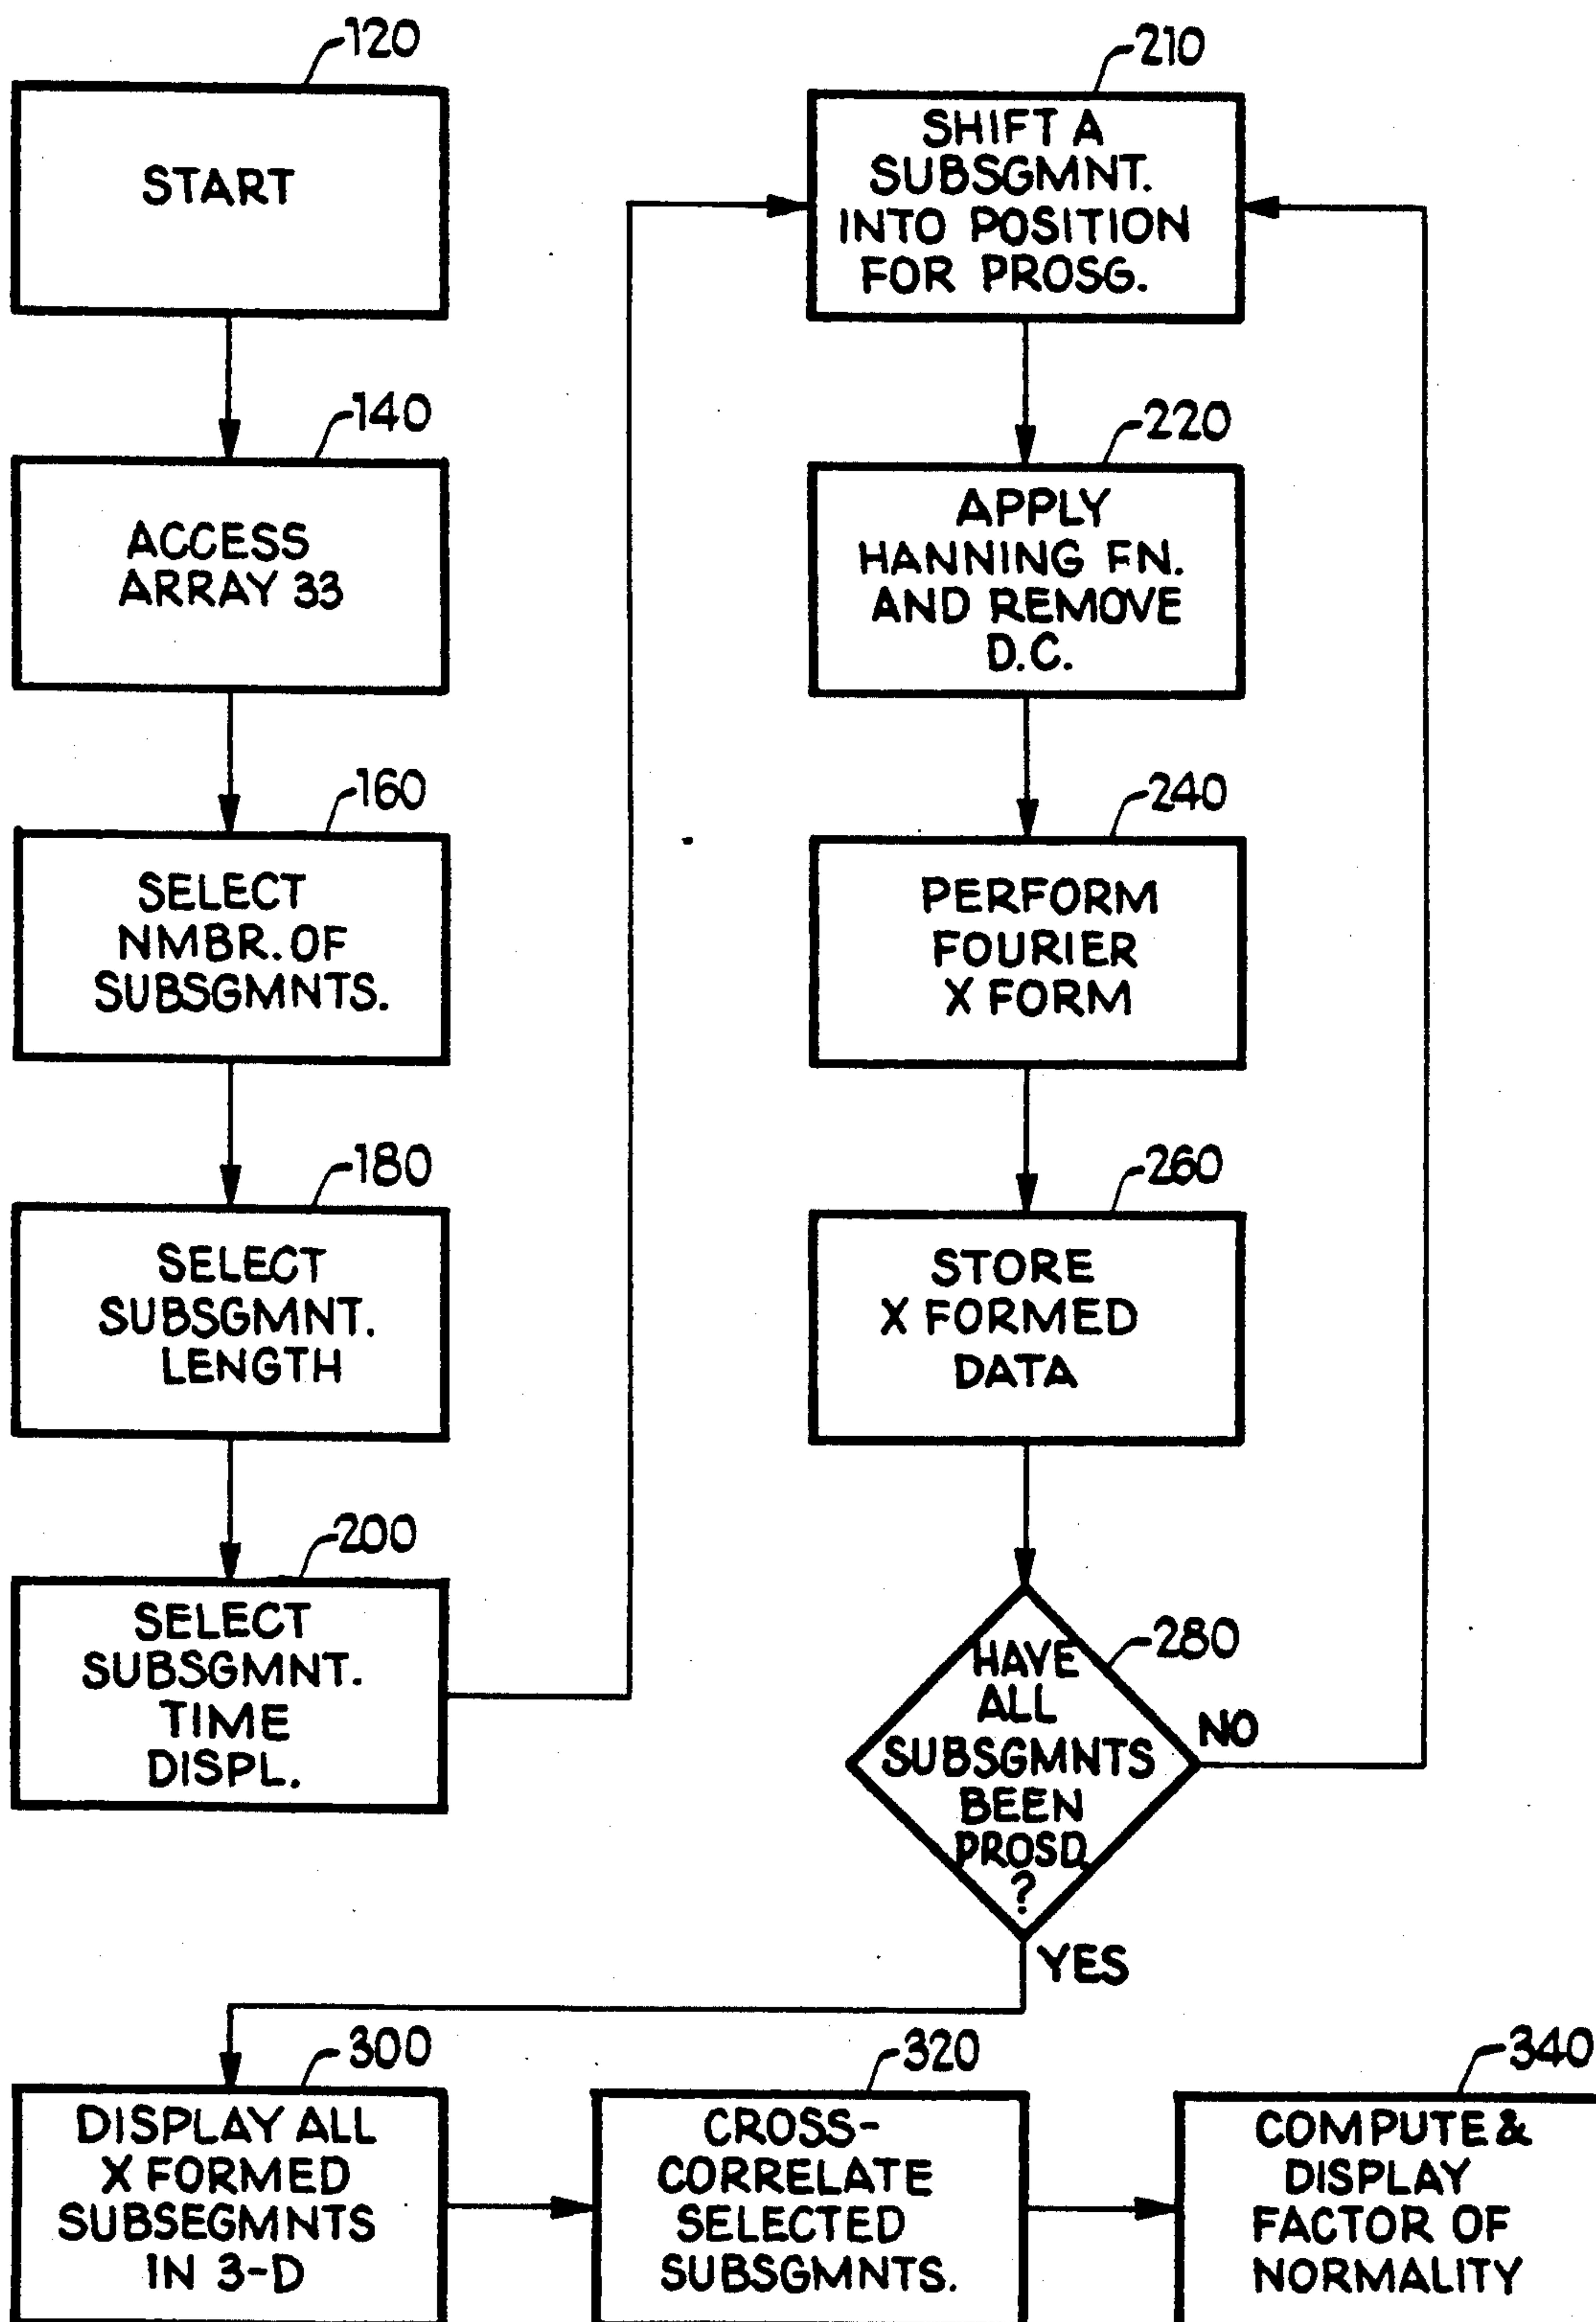 120
START
140
ACCESS
ARRAY 33
160
SELECT
NMBR. OF
SUBSGMNTS.
180
SELECT
SUBSGMNT.
LENGTH
200
SELECT
SUBSGMNT.
TIME
DISPL.
210
SHIFT A
SUBSGMNT.
INTO POSITION
FOR PROSG.
220
APPLY
HANNING FN.
AND REMOVE
D.C.
240
PERFORM
FOURIER
X FORM
260
STORE
X FORMED
DATA
280
HAVE
ALL
SUBSGMNTS
BEEN
PROSD
?
NO
YES
300
DISPLAY ALL
X FORMED
SUBSEGMNTS
IN 3-D
320
CROSS-
CORRELATE
SELECTED
SUBSGMNTS.
340
COMPUTE &
DISPLAY
FACTOR OF
NORMALITY